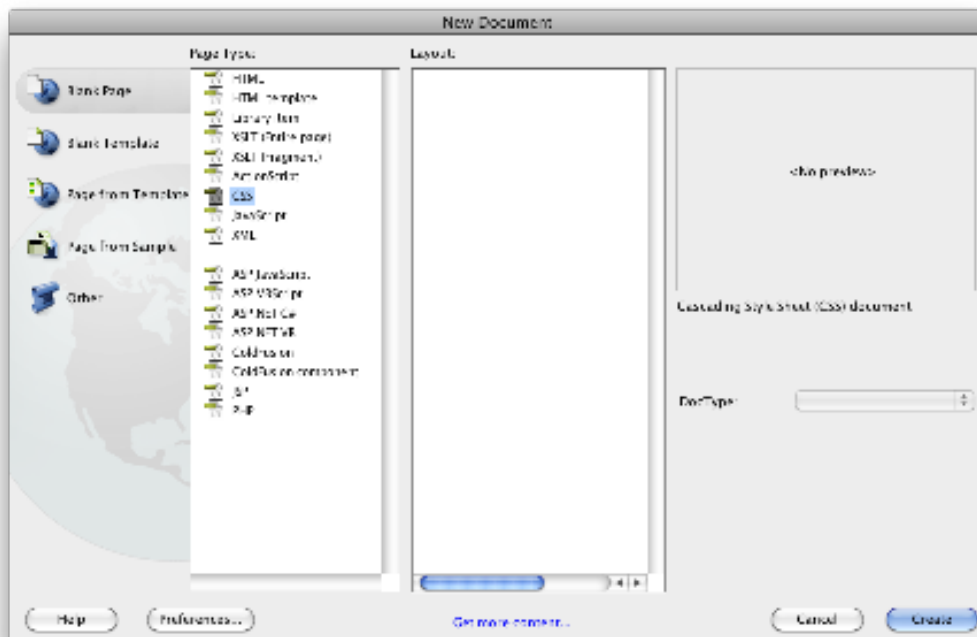 New Document
Page Type:
Layout:
Blank Page
Blank Template
Page from Template
Page from Sample
Other
HTML
HTML template
Library item
XSLT (Entire page)
XSLT (Fragment)
ActionScript
CSS
JavaScript
XML
ASP JavaScript
ASP VBScript
ASP.NET C#
ASP.NET VB
ColdFusion
ColdFusion component
JSP
PHP
<No preview>
Cascading Style Sheet (CSS) document
DocType:
Help
Preferences...
Get more content...
Cancel
Create